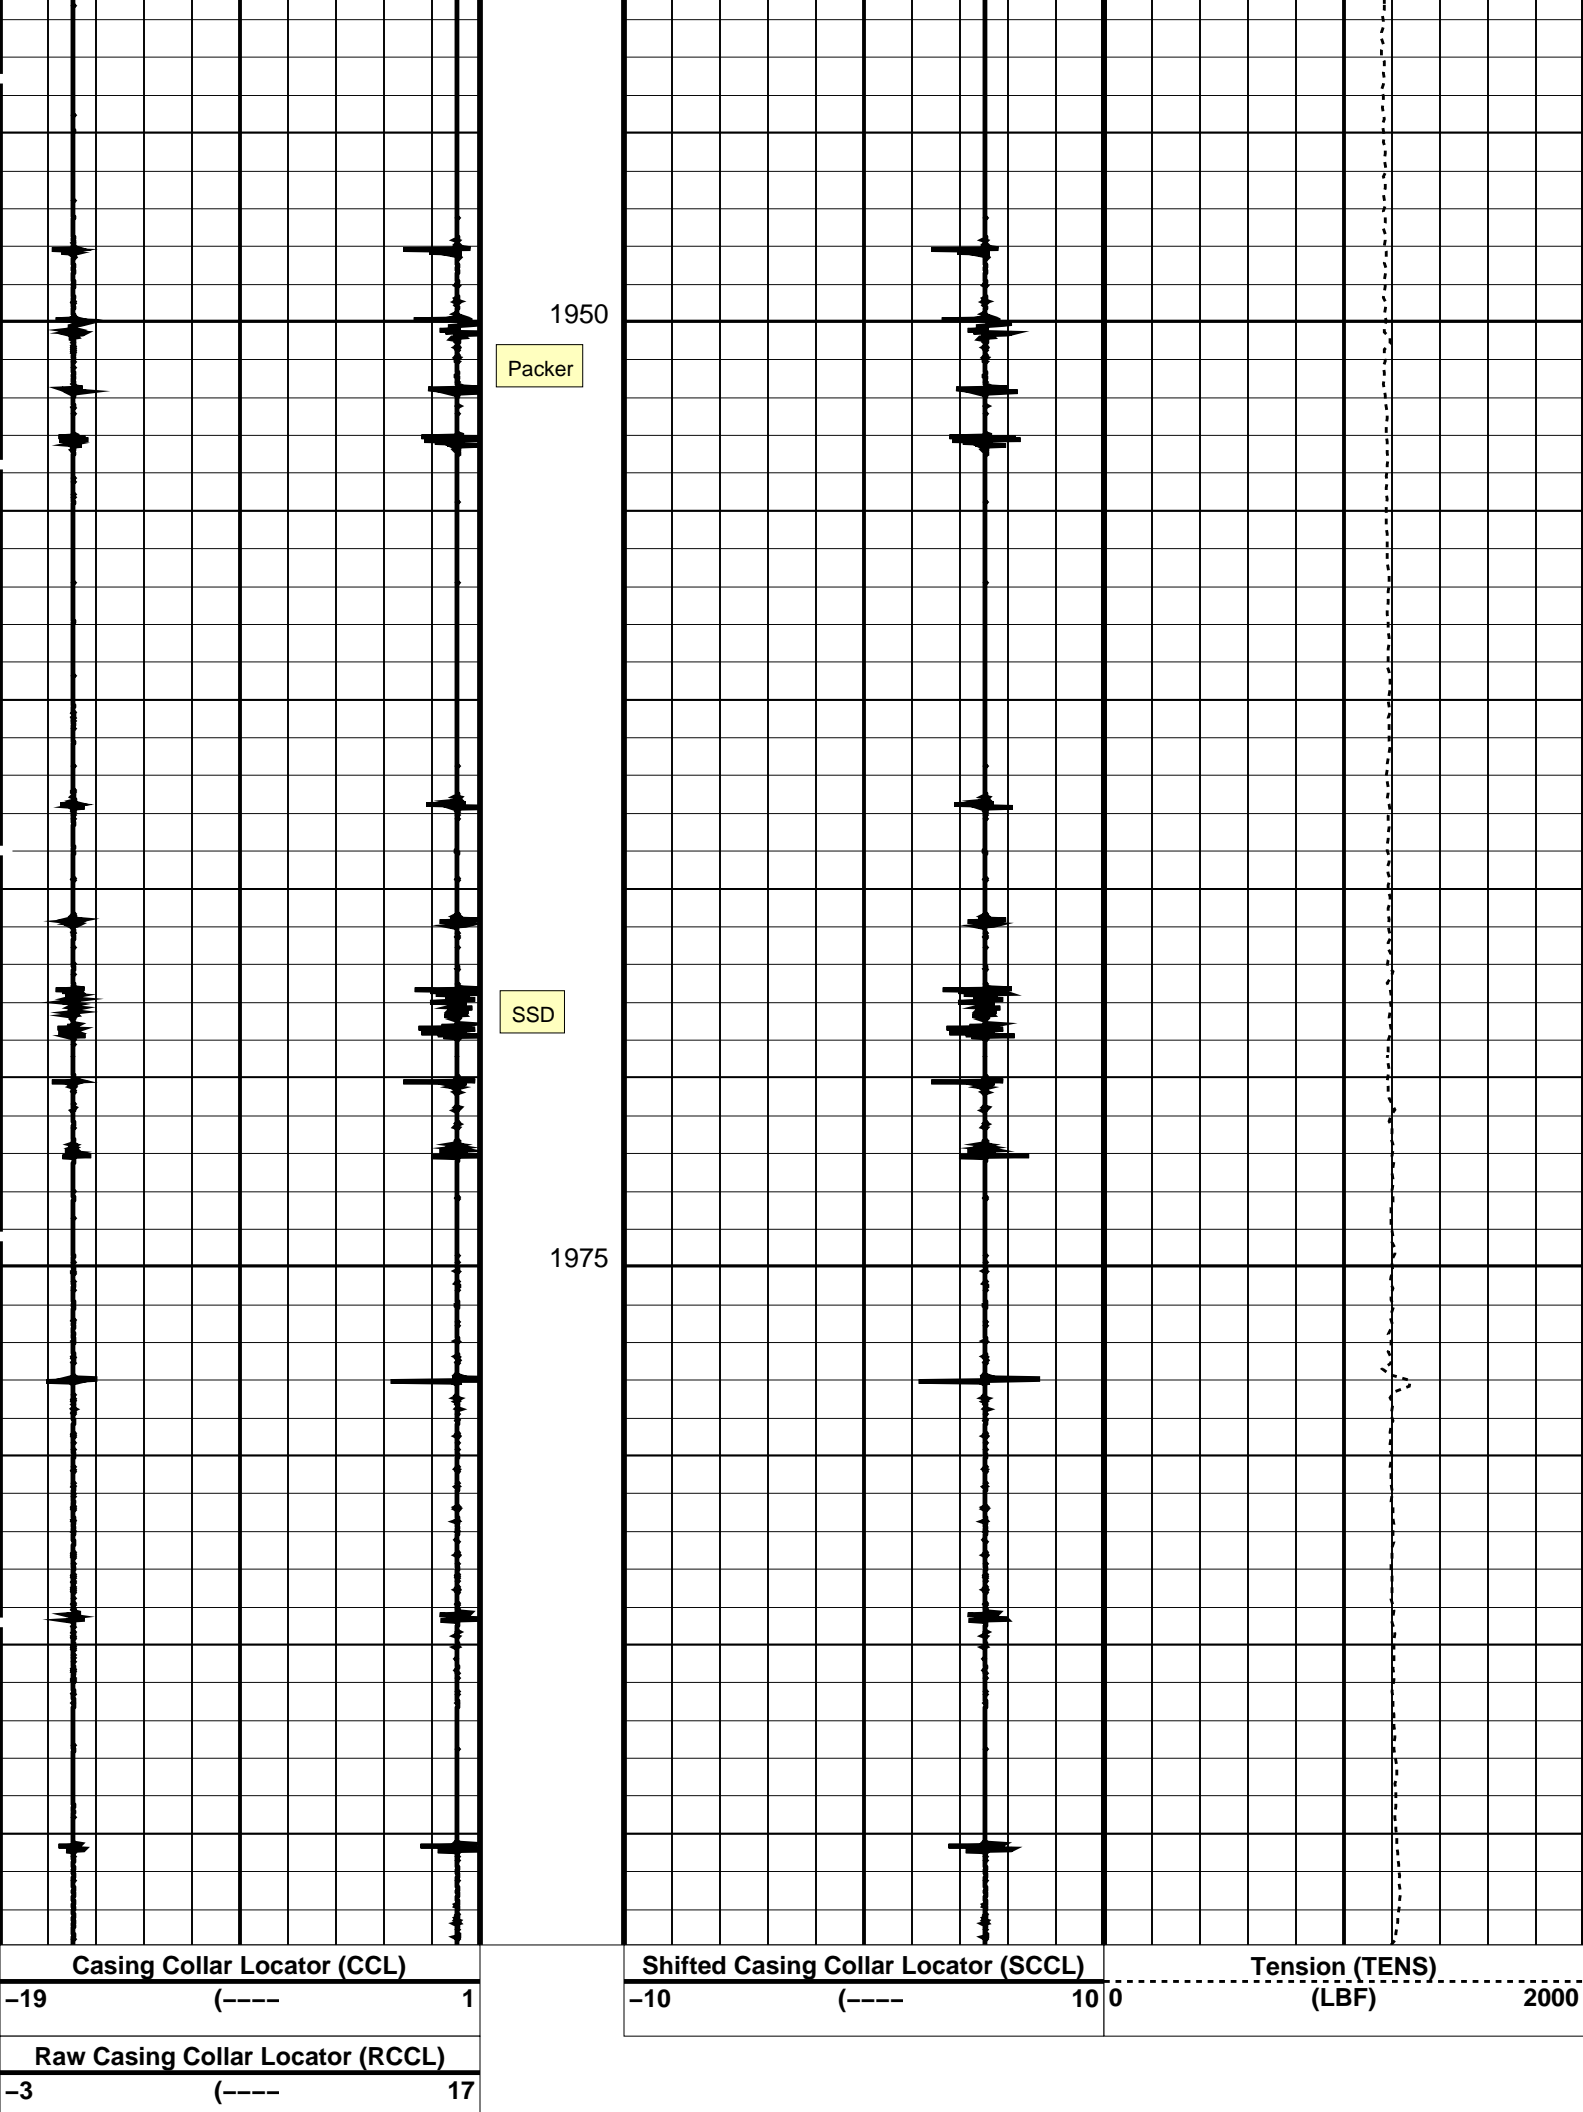 1950
Packer
SSD
1975
Casing Collar Locator (CCL)
–19 (–––– 1
Shifted Casing Collar Locator (SCCL)
–10 (–––– 10
Tension (TENS)
0 (LBF) 2000
Raw Casing Collar Locator (RCCL)
–3 (–––– 17